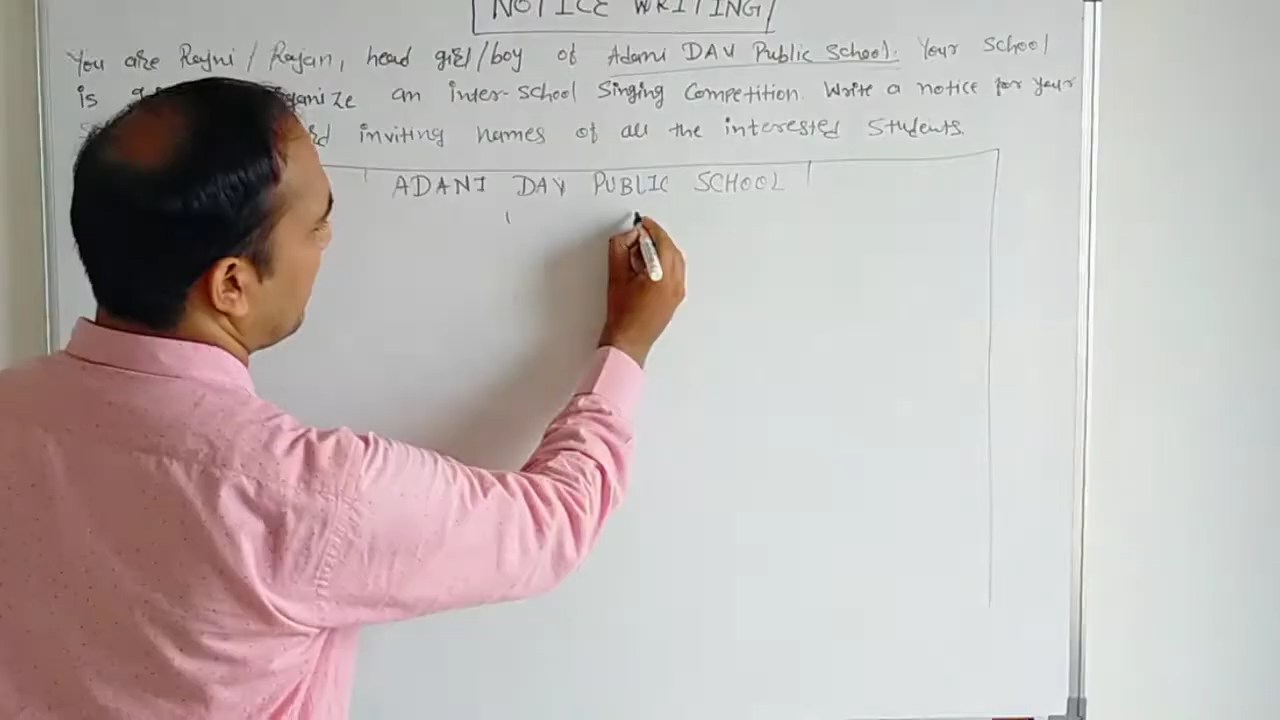 NOTICE WRITING
You are Rajni / Rajan, head girl/boy of Adani DAV Public School. Your School
is an inter-School Singing Competition. Write a notice for your
inviting names of all the interested Students.
ADANI DAV PUBLIC SCHOOL